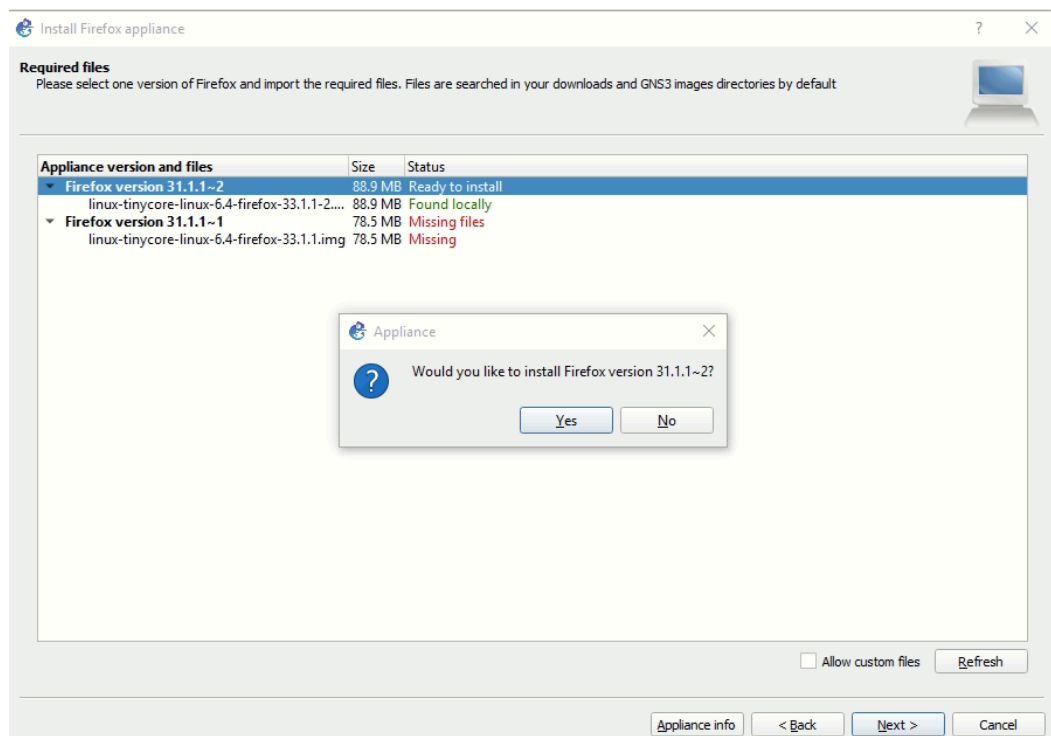 Install Firefox appliance
Required files
Please select one version of Firefox and import the required files. Files are searched in your downloads and GNS3 images directories by default
Appliance version and files Size Status
Firefox version 31.1.1~2 88.9 MB Ready to install
linux-tinycore-linux-6.4-firefox-33.1.1-2.... 88.9 MB Found locally
Firefox version 31.1.1~1 78.5 MB Missing files
linux-tinycore-linux-6.4-firefox-33.1.1.img 78.5 MB Missing
Appliance
Would you like to install Firefox version 31.1.1~2?
Yes No
Allow custom files Refresh
Appliance info < Back Next > Cancel